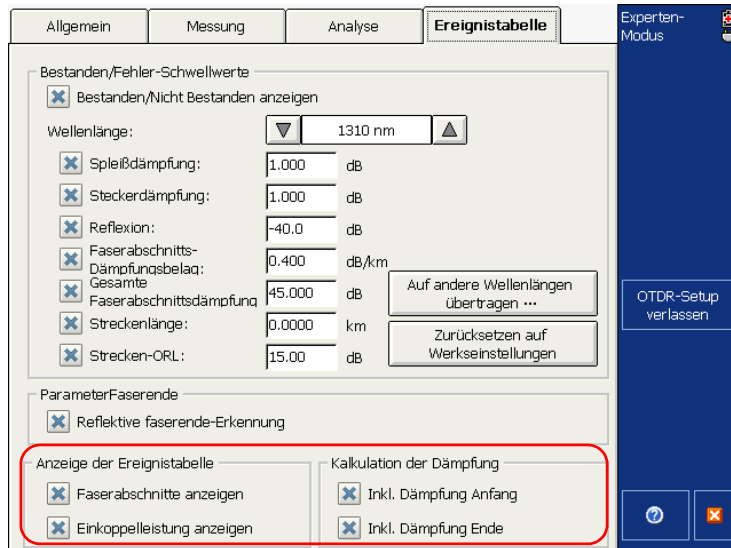 Allgemein
Messung
Analyse
Ereignistabelle
Experten-
Modus
Bestanden/Fehler-Schwellwerte
Bestanden/Nicht Bestanden anzeigen
Wellenlänge:
1310 nm
Spleißdämpfung:
1.000
dB
Steckerdämpfung:
1.000
dB
Reflexion:
-40.0
dB
Faserabschnitts-
Dämpfungsbelag:
0.400
dB/km
Gesamte
Faserabschnittsdämpfung
45.000
dB
Streckenlänge:
0.0000
km
Strecken-ORL:
15.00
dB
Auf andere Wellenlängen
übertragen ...
Zurücksetzen auf
Werkseinstellungen
OTDR-Setup
verlassen
ParameterFaserende
Reflektive faserende-Erkennung
Anzeige der Ereignistabelle
Faserabschnitte anzeigen
Einkoppelleistung anzeigen
Kalkulation der Dämpfung
Inkl. Dämpfung Anfang
Inkl. Dämpfung Ende